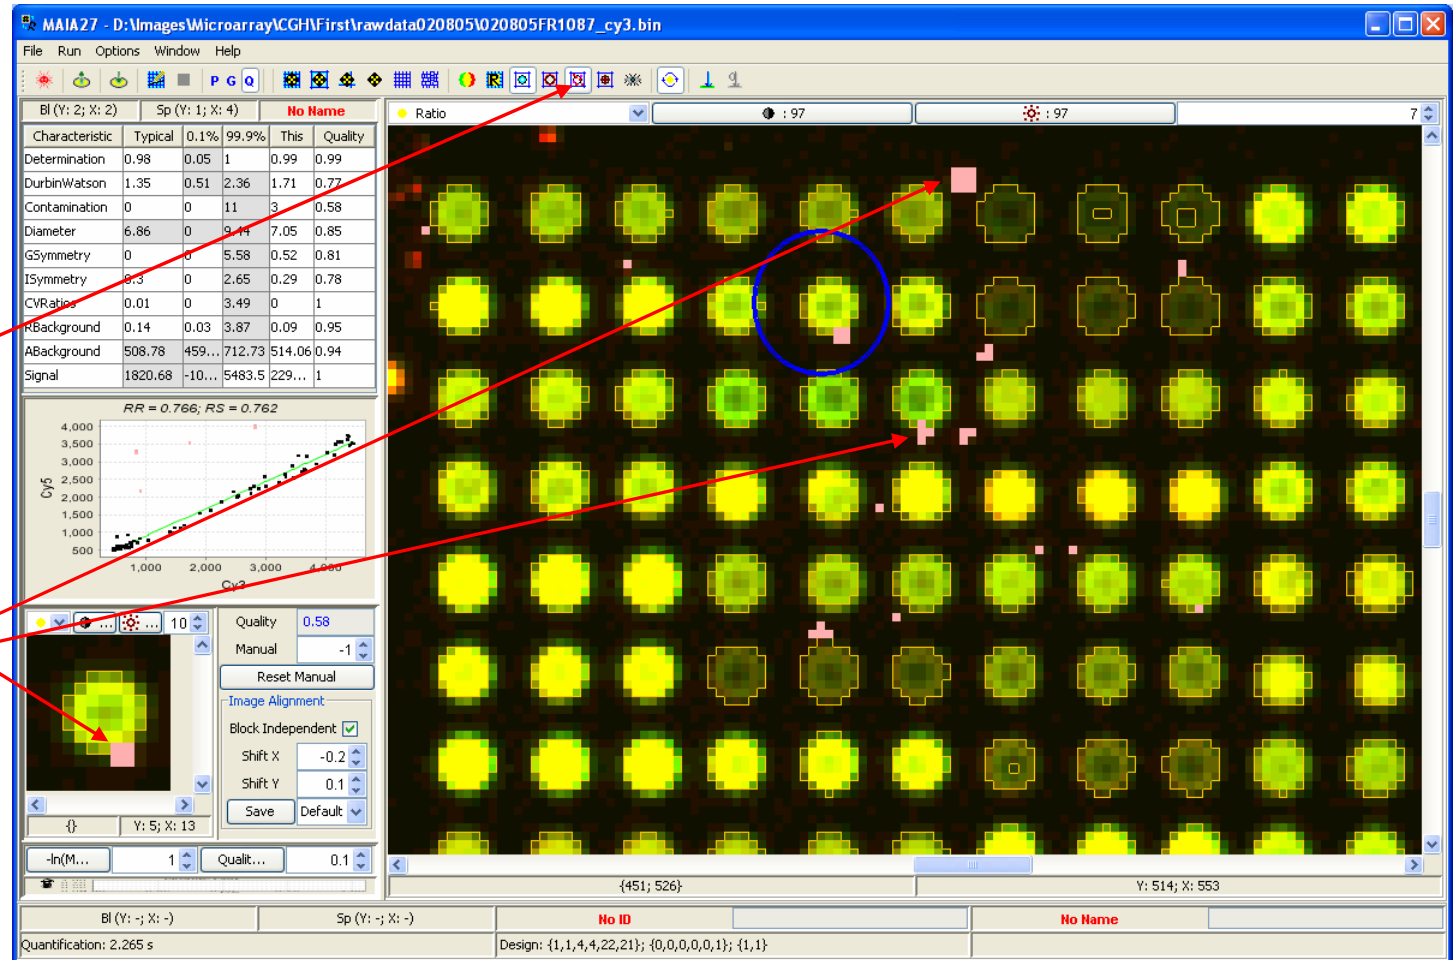 MAIA27 - D:\Images\Microarray\CGH\First\rawdata020805\020805FR1087_cy3.bin
File Run Options Window Help
P G Q
Bl (Y: 2; X: 2) Sp (Y: 1; X: 4) No Name
Ratio : 97 : 97 7
Characteristic Typical 0.1% 99.9% This Quality
Determination 0.98 0.05 1 0.99 0.99
DurbinWatson 1.35 0.51 2.36 1.71 0.77
Contamination 0 0 11 3 0.58
Diameter 6.86 0 9.44 7.05 0.85
GSymmetry 0 0 5.58 0.52 0.81
ISymmetry 0.3 0 2.65 0.29 0.78
CVRatios 0.01 0 3.49 0 1
RBackground 0.14 0.03 3.87 0.09 0.95
ABackground 508.78 459... 712.73 514.06 0.94
Signal 1820.68 -10... 5483.5 229... 1
RR = 0.766; RS = 0.762
4,000
3,500
3,000
2,500
2,000
1,500
1,000
500
Cy5
1,000 2,000 3,000 4,000
Cy3
... ... 10
Quality 0.58
Manual -1
Reset Manual
Image Alignment
Block Independent
Shift X -0.2
Shift Y 0.1
Save Default
{} Y: 5; X: 13
-ln(M... 1 Qualit... 0.1
{451; 526} Y: 514; X: 553
Bl (Y: -; X: -) Sp (Y: -; X: -) No ID No Name
Quantification: 2.265 s Design: {1,1,4,4,22,21}; {0,0,0,0,0,1}; {1,1}